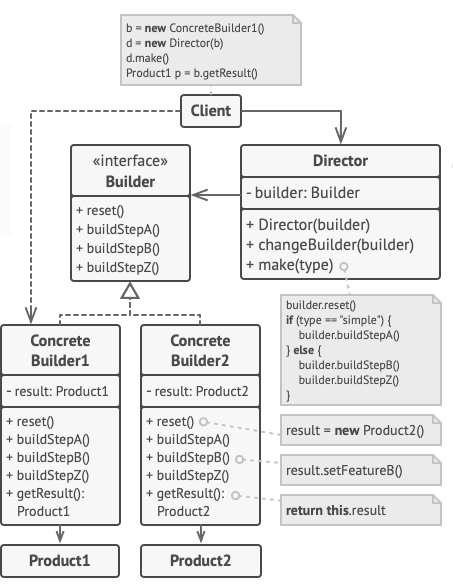 b = new ConcreteBuilder1()
d = new Director(b)
d.make()
Product1 p = b.getResult()
Client
«interface»
Builder
+ reset()
+ buildStepA()
+ buildStepB()
+ buildStepZ()
Director
- builder: Builder
+ Director(builder)
+ changeBuilder(builder)
+ make(type)
builder.reset()
if (type == "simple") {
builder.buildStepA()
} else {
builder.buildStepB()
builder.buildStepZ()
}
Concrete
Builder1
- result: Product1
+ reset()
+ buildStepA()
+ buildStepB()
+ buildStepZ()
+ getResult():
Product1
Concrete
Builder2
- result: Product2
+ reset()
+ buildStepA()
+ buildStepB()
+ buildStepZ()
+ getResult():
Product2
result = new Product2()
result.setFeatureB()
return this.result
Product1
Product2